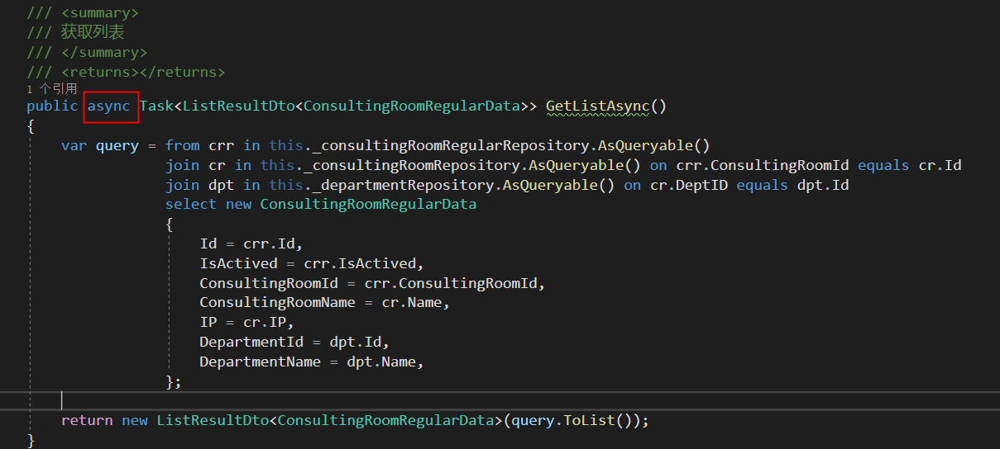 /// <summary>
/// 获取列表
/// </summary>
/// <returns></returns>
1 个引用
public async Task<ListResultDto<ConsultingRoomRegularData>> GetListAsync()
{
var query = from crr in this._consultingRoomRegularRepository.AsQueryable()
join cr in this._consultingRoomRepository.AsQueryable() on crr.ConsultingRoomId equals cr.Id
join dpt in this._departmentRepository.AsQueryable() on cr.DeptID equals dpt.Id
select new ConsultingRoomRegularData
{
Id = crr.Id,
IsActived = crr.IsActived,
ConsultingRoomId = crr.ConsultingRoomId,
ConsultingRoomName = cr.Name,
IP = cr.IP,
DepartmentId = dpt.Id,
DepartmentName = dpt.Name,
};
return new ListResultDto<ConsultingRoomRegularData>(query.ToList());
}